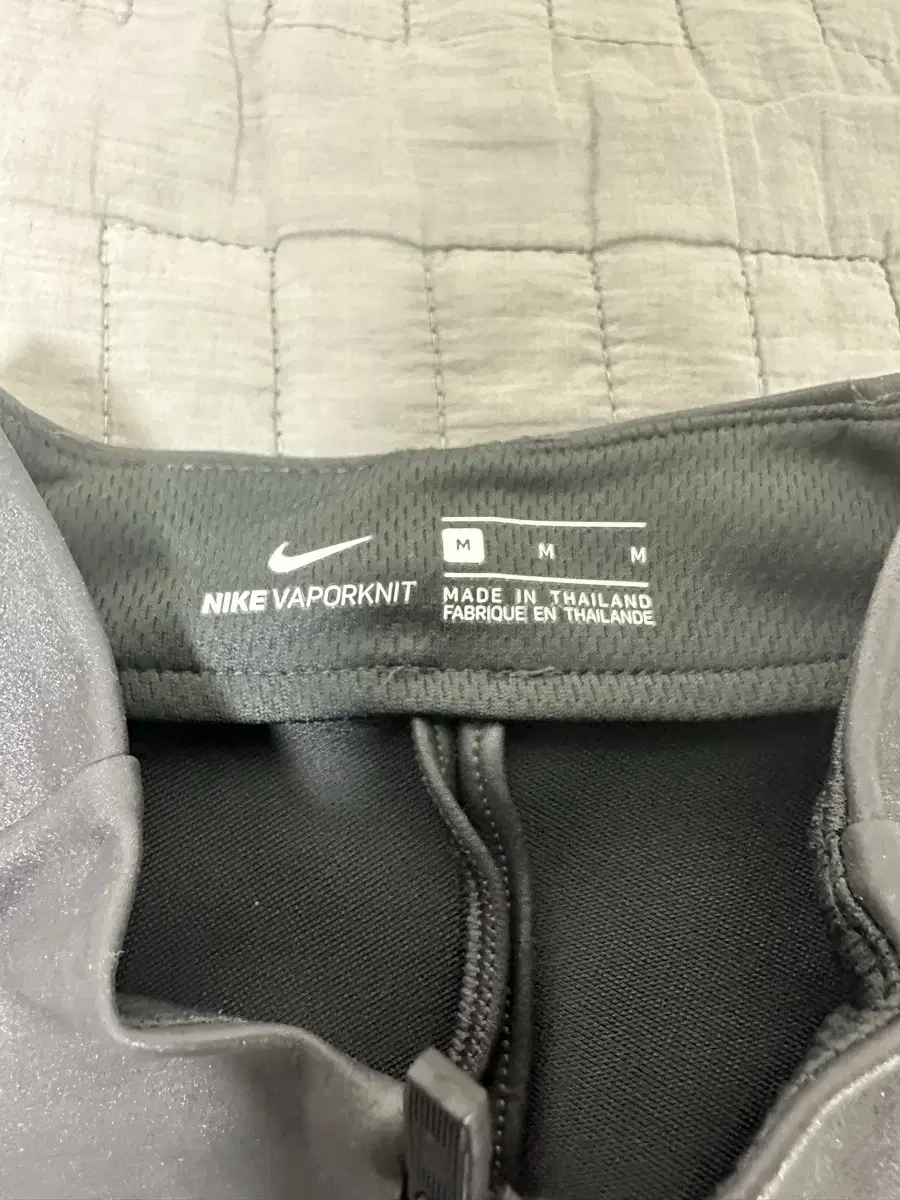 NIKE VAPORKNIT
M M M
MADE IN THAILAND
FABRIQUE EN THAILANDE